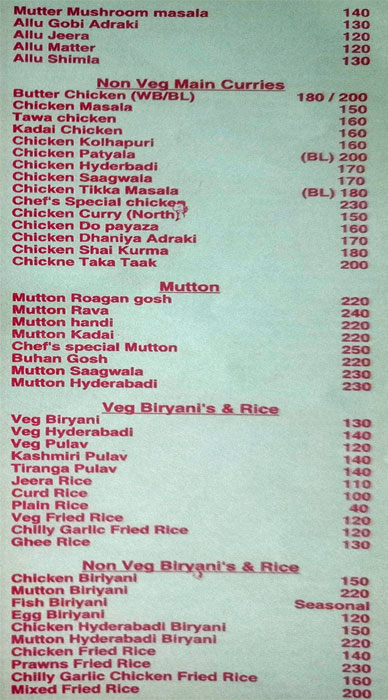 Mutter Mushroom masala 140
Allu Gobi Adraki 130
Allu Jeera 120
Allu Matter 120
Allu Shimla 130
Non Veg Main Curries
Butter Chicken (WB/BL) 180 / 200
Chicken Masala 150
Tawa chicken 160
Kadai Chicken 160
Chicken Kolhapuri 160
Chicken Patyala (BL) 200
Chicken Hyderbadi 170
Chicken Saagwala 170
Chicken Tikka Masala (BL) 180
Chef's Special chicken 230
Chicken Curry (North) 150
Chicken Do payaza 160
Chicken Dhaniya Adraki 170
Chicken Shai Kurma 180
Chickne Taka Taak 200
Mutton
Mutton Roagan gosh 220
Mutton Rava 240
Mutton handi 220
Mutton Kadai 220
Chef's special Mutton 250
Buhan Gosh 220
Mutton Saagwala 230
Mutton Hyderabadi 230
Veg Biryani's & Rice
Veg Biryani 130
Veg Hyderabadi 140
Veg Pulav 120
Kashmiri Pulav 140
Tiranga Pulav 140
Jeera Rice 110
Curd Rice 100
Plain Rice 40
Veg Fried Rice 120
Chilly Garlic Fried Rice 120
Ghee Rice 130
Non Veg Biryani's & Rice
Chicken Biriyani 150
Mutton Biriyani 220
Fish Biriyani Seasonal
Egg Biriyani 120
Chicken Hyderabadi Biryani 150
Mutton Hyderabadi Biryani 220
Chicken Fried Rice 140
Prawns Fried Rice 230
Chilly Garlic Chicken Fried Rice 160
Mixed Fried Rice 200